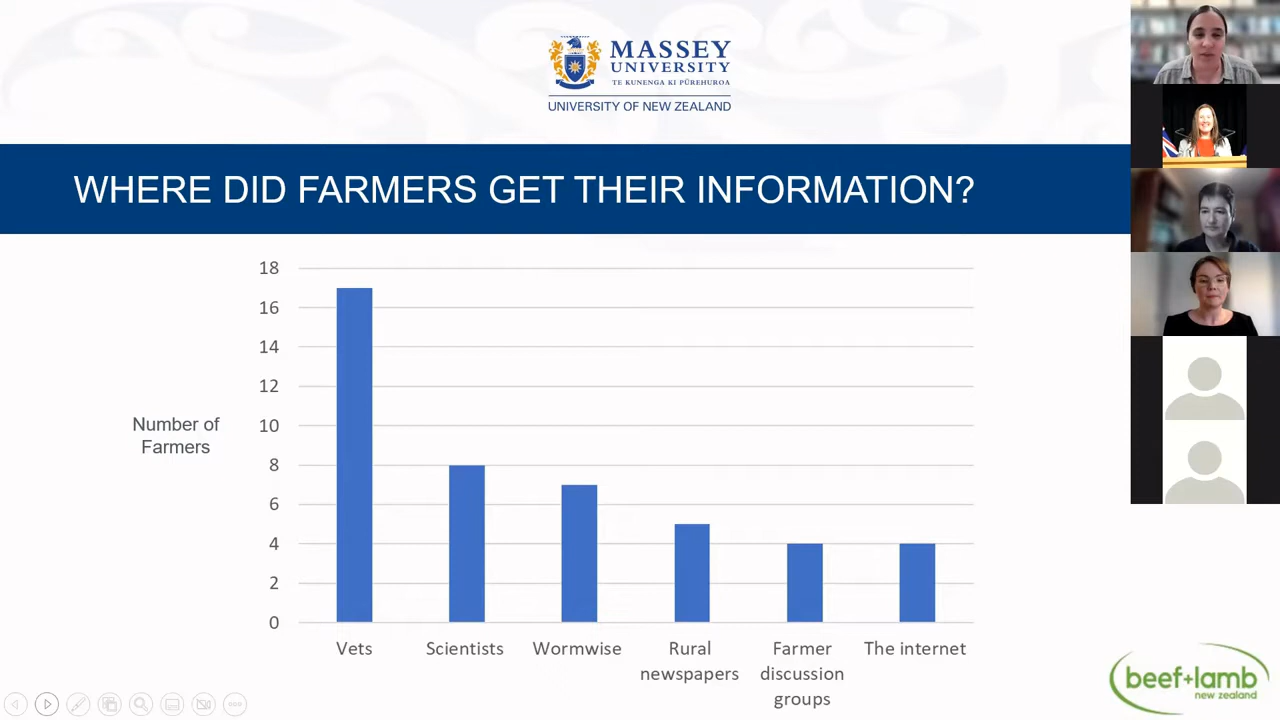 MASSEY
UNIVERSITY
TE KUNENGA KI PŪREHUROA
UNIVERSITY OF NEW ZEALAND
WHERE DID FARMERS GET THEIR INFORMATION?
Number of
Farmers
18
16
14
12
10
8
6
4
2
0
Vets
Scientists
Wormwise
Rural
newspapers
Farmer
discussion
groups
The internet
beef+lamb
new zealand